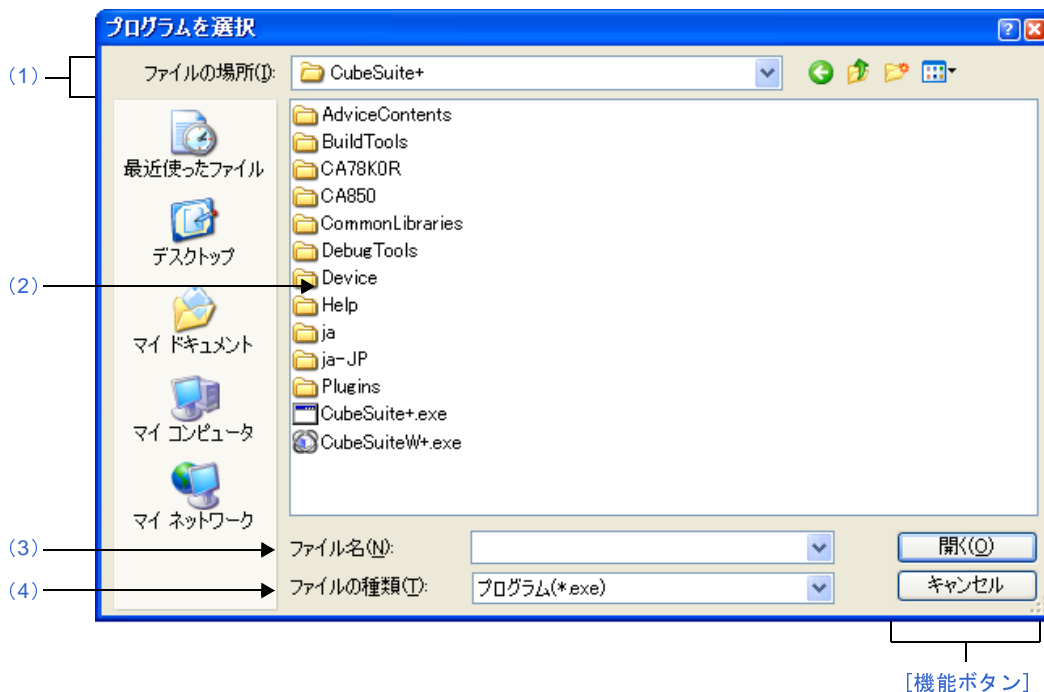 プログラムを選択
(1)
ファイルの場所(I):
CubeSuite+
最近使ったファイル
デスクトップ
マイ ドキュメント
マイ コンピュータ
マイ ネットワーク
(2)
AdviceContents
BuildTools
CA78K0R
CA850
CommonLibraries
DebugTools
Device
Help
ja
ja-JP
Plugins
CubeSuite+.exe
CubeSuiteW+.exe
(3)
ファイル名(N):
開く(O)
(4)
ファイルの種類(T):
プログラム(*.exe)
キャンセル
[機能ボタン]